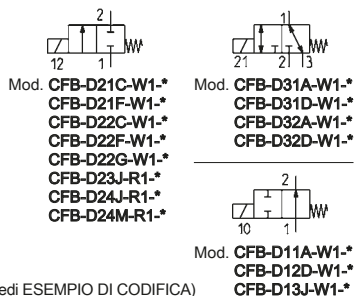 2
12 1
Mod. CFB-D21C-W1-*
CFB-D21F-W1-*
CFB-D22C-W1-*
CFB-D22F-W1-*
CFB-D22G-W1-*
CFB-D23J-R1-*
CFB-D24J-R1-*
CFB-D24M-R1-*
1
21 2 3
Mod. CFB-D31A-W1-*
CFB-D31D-W1-*
CFB-D32A-W1-*
CFB-D32D-W1-*
2
10 1
Mod. CFB-D11A-W1-*
CFB-D12D-W1-*
CFB-D13J-W1-*
edi ESEMPIO DI CODIFICA)